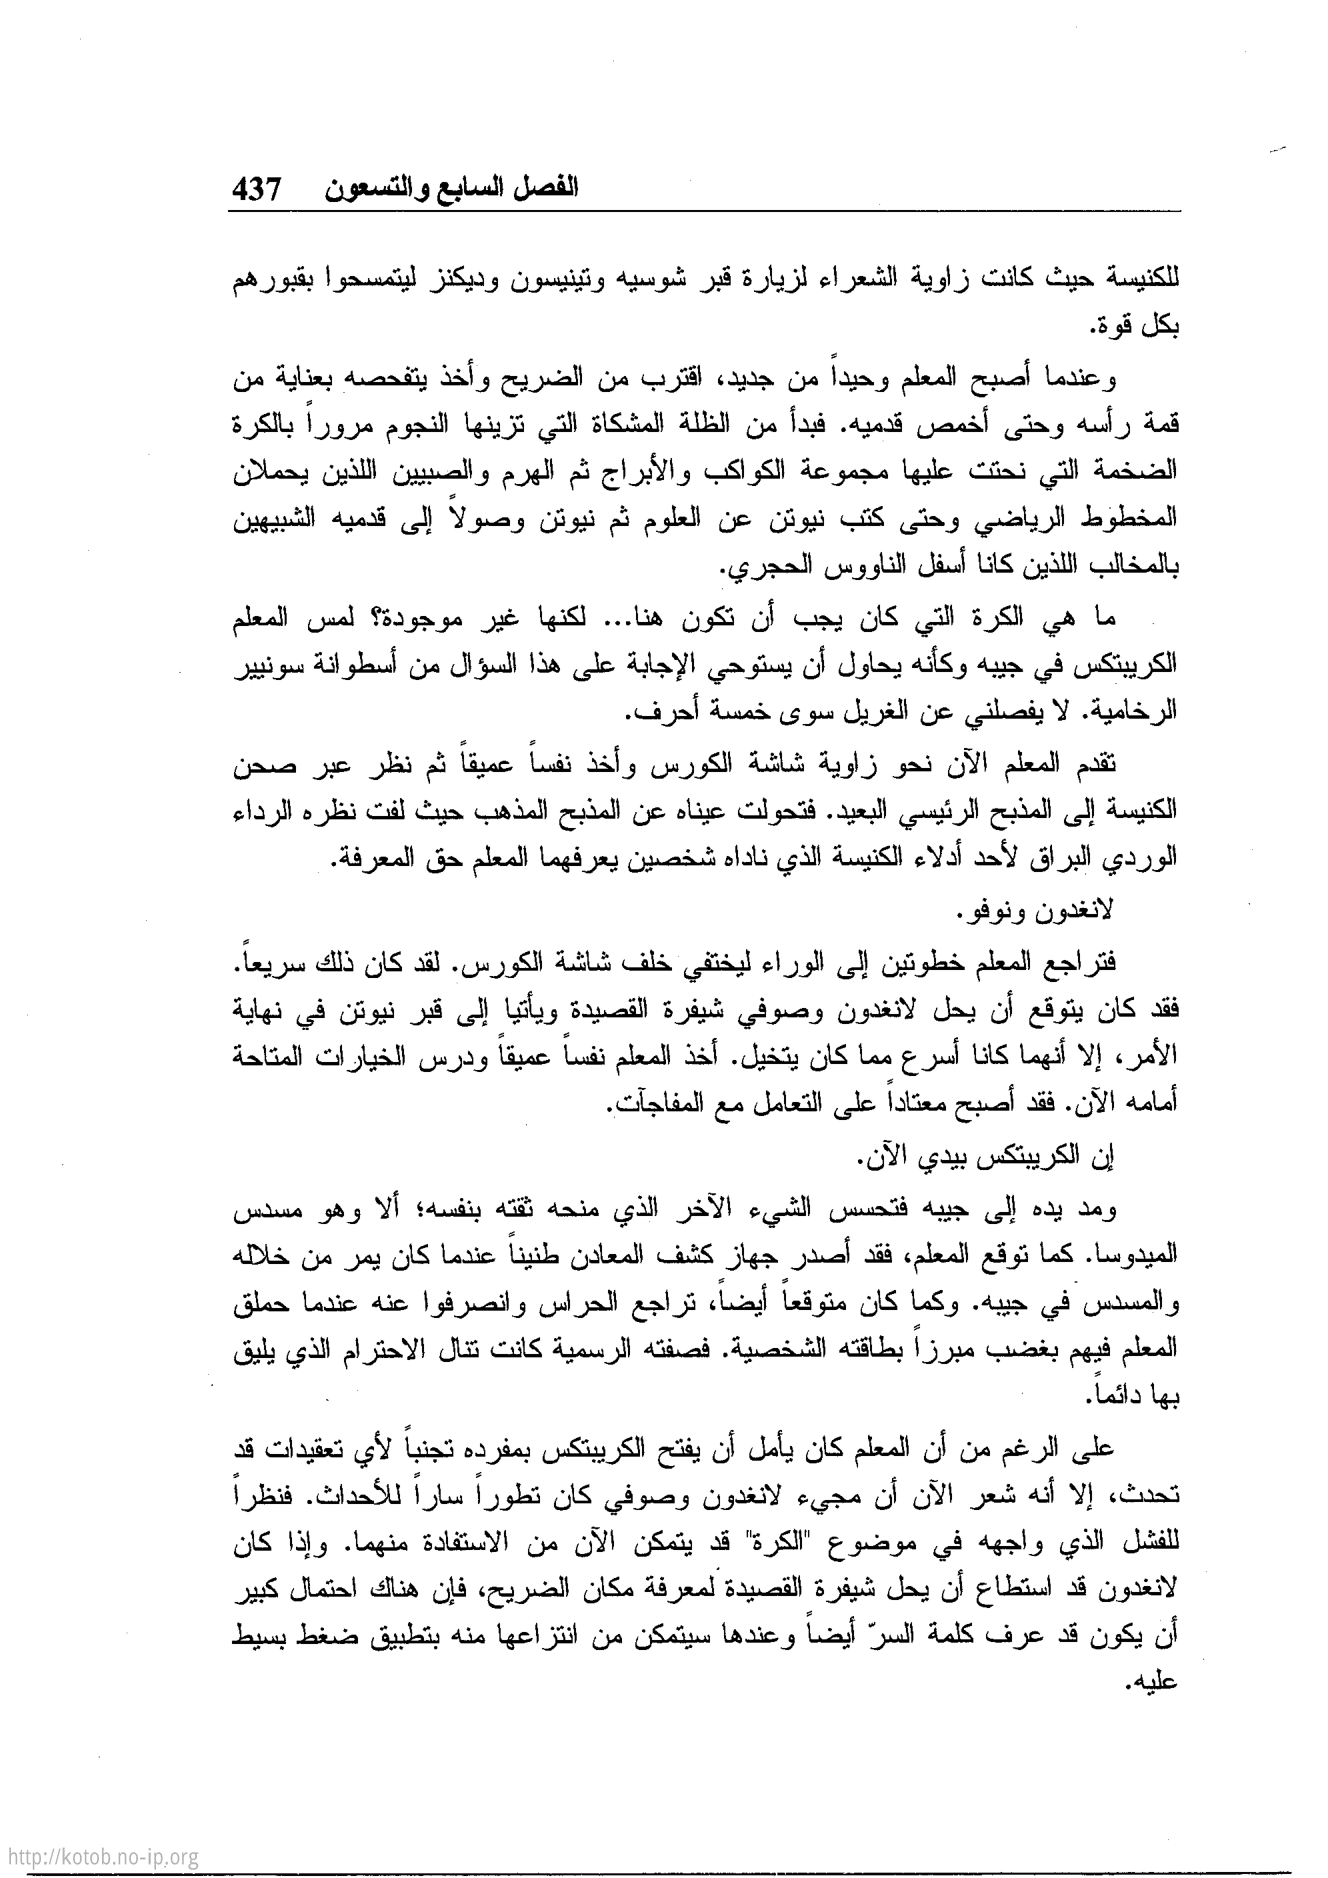 الفصل السابع والتسعون 437
للكنيسة حيث كانت زاوية الشعراء لزيارة قبر شوسيه وتينيسون وديكنز ليتمسحوا بقبورهم
بكل قوة.
وعندما أصبح المعلم وحيداً من جديد، اقترب من الضريح وأخذ يتفحصه بعناية من
قمة رأسه وحتى أخمص قدميه. فبدأ من الظلة المشكاة التي تزينها النجوم مروراً بالكرة
الضخمة التي نحتت عليها مجموعة الكواكب والأبراج ثم الهرم والصبيين اللذين يحملان
المخطوط الرياضي وحتى كتب نيوتن عن العلوم ثم نيوتن وصولاً إلى قدميه الشبيهين
بالمخالب اللذين كانا أسفل الناووس الحجري.
ما هي الكرة التي كان يجب أن تكون هنا... لكنها غير موجودة؟ لمس المعلم
الكريبتكس في جيبه وكأنه يحاول أن يستوحي الإجابة على هذا السؤال من أسطوانة سونيير
الرخامية. لا يفصلني عن الغريل سوى خمسة أحرف.
تقدم المعلم الآن نحو زاوية شاشة الكورس وأخذ نفساً عميقاً ثم نظر عبر صحن
الكنيسة إلى المذبح الرئيسي البعيد. فتحولت عيناه عن المذبح المذهب حيث لفت نظره الرداء
الوردي البراق لأحد أدلاء الكنيسة الذي ناداه شخصين يعرفهما المعلم حق المعرفة.
لانغدون ونوفو.
فتراجع المعلم خطوتين إلى الوراء ليختفي خلف شاشة الكورس. لقد كان ذلك سريعاً.
فقد كان يتوقع أن يحل لانغدون وصوفي شيفرة القصيدة ويأتيا إلى قبر نيوتن في نهاية
الأمر، إلا أنهما كانا أسرع مما كان يتخيل. أخذ المعلم نفساً عميقاً ودرس الخيارات المتاحة
أمامه الآن. فقد أصبح معتاداً على التعامل مع المفاجآت.
إن الكريبتكس بيدي الآن.
ومد يده إلى جيبه فتحسس الشيء الآخر الذي منحه ثقته بنفسه؛ ألا وهو مسدس
الميدوسا. كما توقع المعلم، فقد أصدر جهاز كشف المعادن طنيناً عندما كان يمر من خلاله
والمسدس في جيبه. وكما كان متوقعاً أيضاً، تراجع الحراس وانصرفوا عنه عندما حملق
المعلم فيهم بغضب مبرزاً بطاقته الشخصية. فصفته الرسمية كانت تنال الاحترام الذي يليق
بها دائماً.
على الرغم من أن المعلم كان يأمل أن يفتح الكريبتكس بمفرده تجنباً لأي تعقيدات قد
تحدث، إلا أنه شعر الآن أن مجيء لانغدون وصوفي كان تطوراً ساراً للأحداث. فنظراً
للفشل الذي واجهه في موضوع "الكرة" قد يتمكن الآن من الاستفادة منهما. وإذا كان
لانغدون قد استطاع أن يحل شيفرة القصيدة لمعرفة مكان الضريح، فإن هناك احتمال كبير
أن يكون قد عرف كلمة السرّ أيضاً وعندها سيتمكن من انتزاعها منه بتطبيق ضغط بسيط
عليه.
http://kotob.no-ip.org